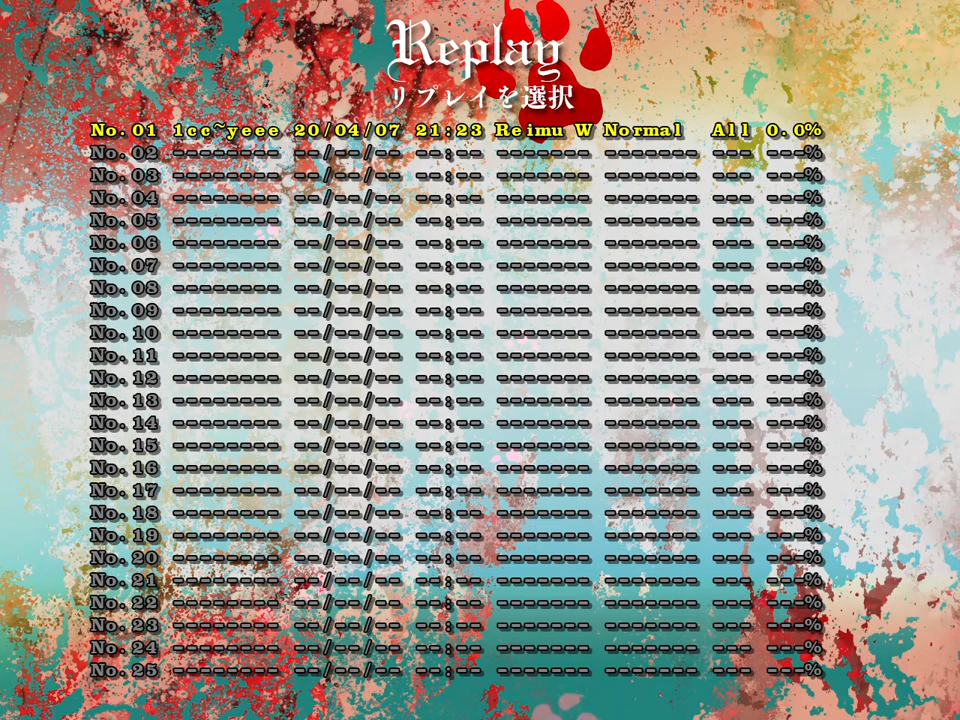 Replay
リプレイを選択
No.01 1cc~yeee 20/04/07 21:23 Reimu W Normal All 0.0%
No.02 -------- --/--/-- --:-- ------- ------- --- ---%
No.03 -------- --/--/-- --:-- ------- ------- --- ---%
No.04 -------- --/--/-- --:-- ------- ------- --- ---%
No.05 -------- --/--/-- --:-- ------- ------- --- ---%
No.06 -------- --/--/-- --:-- ------- ------- --- ---%
No.07 -------- --/--/-- --:-- ------- ------- --- ---%
No.08 -------- --/--/-- --:-- ------- ------- --- ---%
No.09 -------- --/--/-- --:-- ------- ------- --- ---%
No.10 -------- --/--/-- --:-- ------- ------- --- ---%
No.11 -------- --/--/-- --:-- ------- ------- --- ---%
No.12 -------- --/--/-- --:-- ------- ------- --- ---%
No.13 -------- --/--/-- --:-- ------- ------- --- ---%
No.14 -------- --/--/-- --:-- ------- ------- --- ---%
No.15 -------- --/--/-- --:-- ------- ------- --- ---%
No.16 -------- --/--/-- --:-- ------- ------- --- ---%
No.17 -------- --/--/-- --:-- ------- ------- --- ---%
No.18 -------- --/--/-- --:-- ------- ------- --- ---%
No.19 -------- --/--/-- --:-- ------- ------- --- ---%
No.20 -------- --/--/-- --:-- ------- ------- --- ---%
No.21 -------- --/--/-- --:-- ------- ------- --- ---%
No.22 -------- --/--/-- --:-- ------- ------- --- ---%
No.23 -------- --/--/-- --:-- ------- ------- --- ---%
No.24 -------- --/--/-- --:-- ------- ------- --- ---%
No.25 -------- --/--/-- --:-- ------- ------- --- ---%